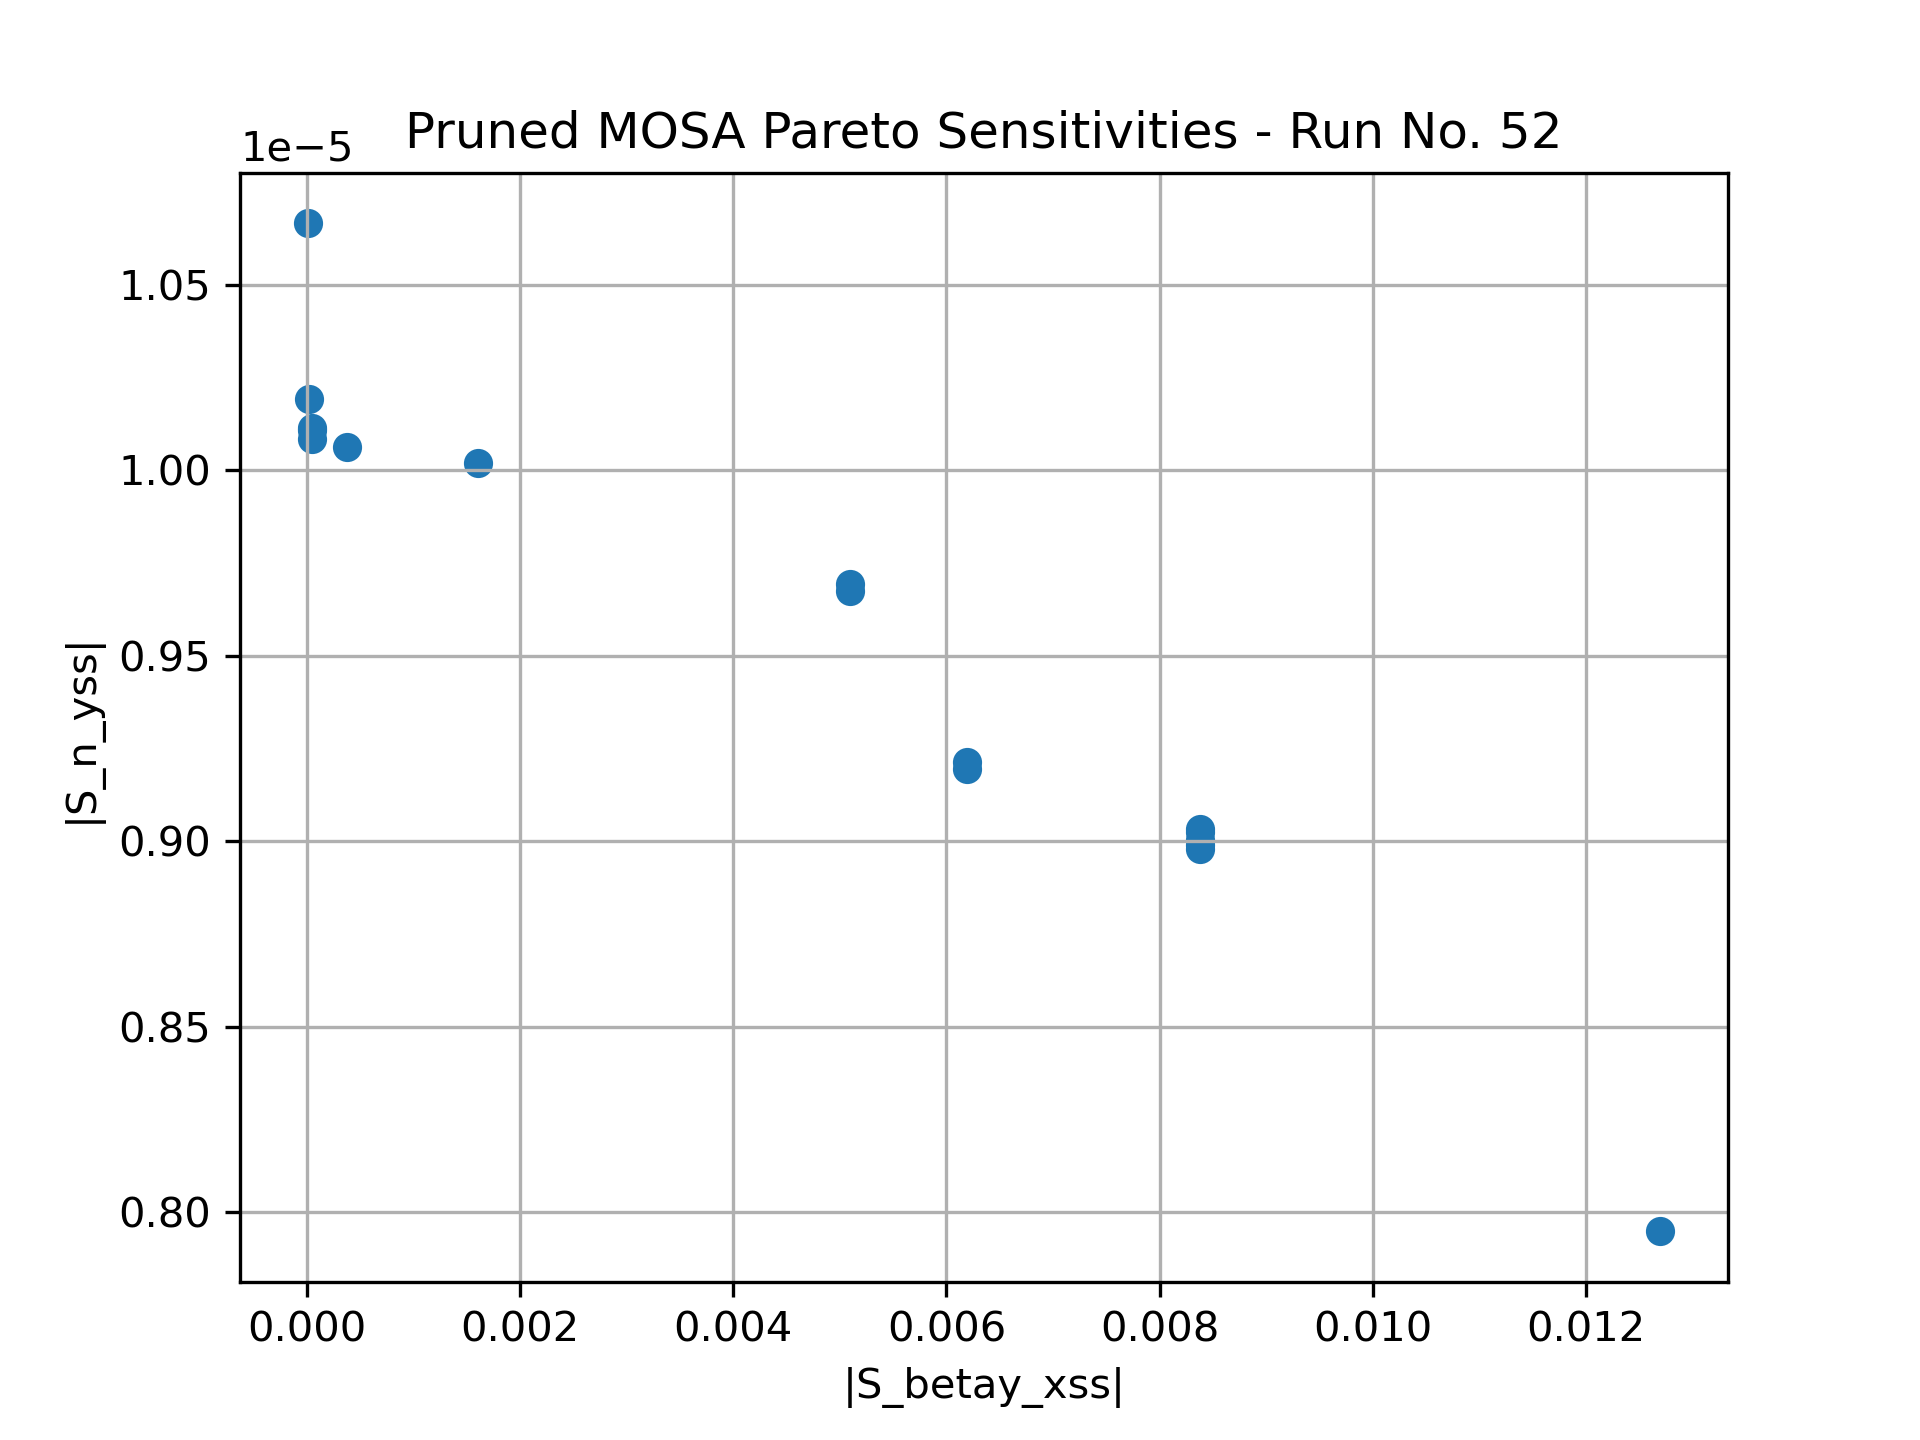 Pruned MOSA Pareto Sensitivities - Run No. 52
1e−5
1.05
1.00
0.95
0.90
0.85
0.80
|S_n_yss|
0.000 0.002 0.004 0.006 0.008 0.010 0.012
|S_betay_xss|